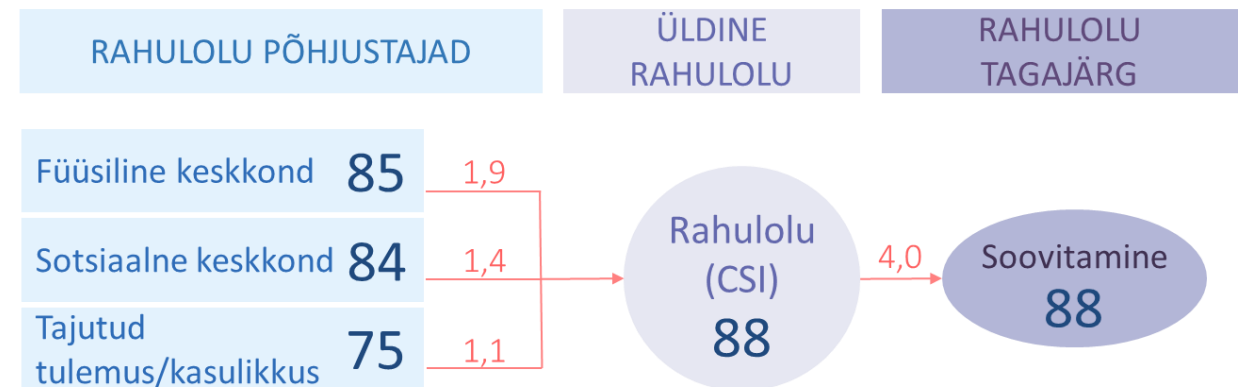 RAHULOLU PÕHJUSTAJAD
ÜLDINE
RAHULOLU
RAHULOLU
TAGAJÄRG
Füüsiline keskkond 85
1,9
Sotsiaalne keskkond 84
1,4
Tajutud
tulemus/kasulikkus 75
1,1
Rahulolu
(CSI)
88
4,0
Soovitamine
88